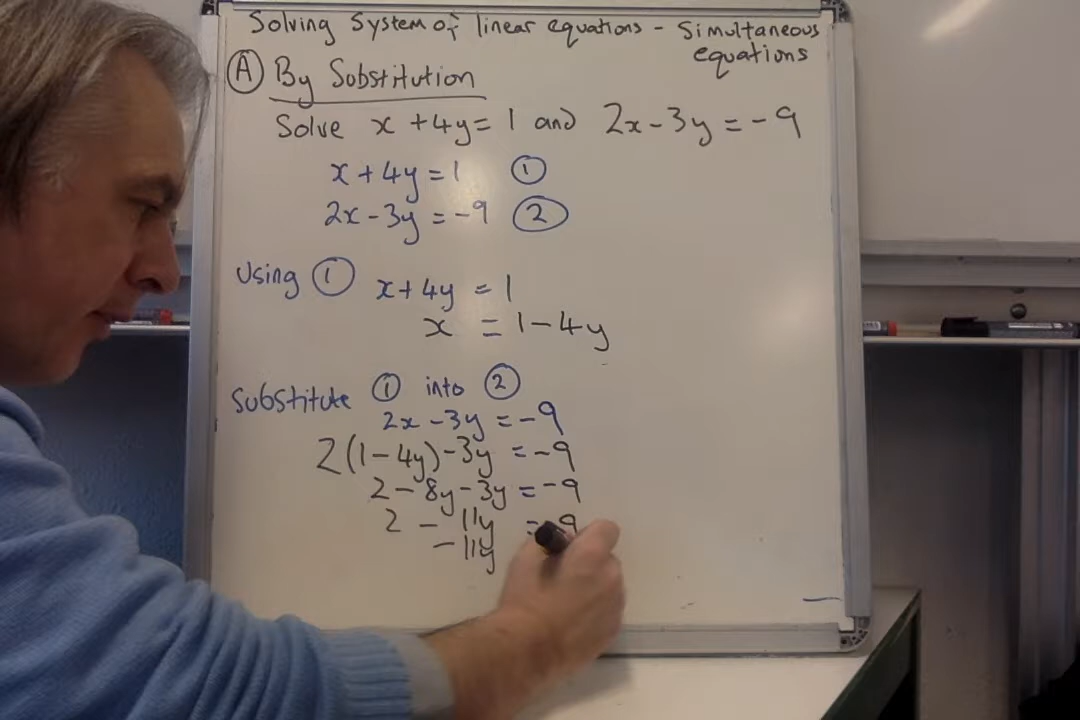 Solving System of linear equations - Simultaneous
equations
A By Substitution
Solve x + 4y = 1 and 2x - 3y = -9
x + 4y = 1 ①
2x - 3y = -9 ②
Using ① x + 4y = 1
x = 1 - 4y
Substitute ① into ②
2x - 3y = -9
2(1 - 4y) - 3y = -9
2 - 8y - 3y = -9
2 - 11y = 9
- 11y